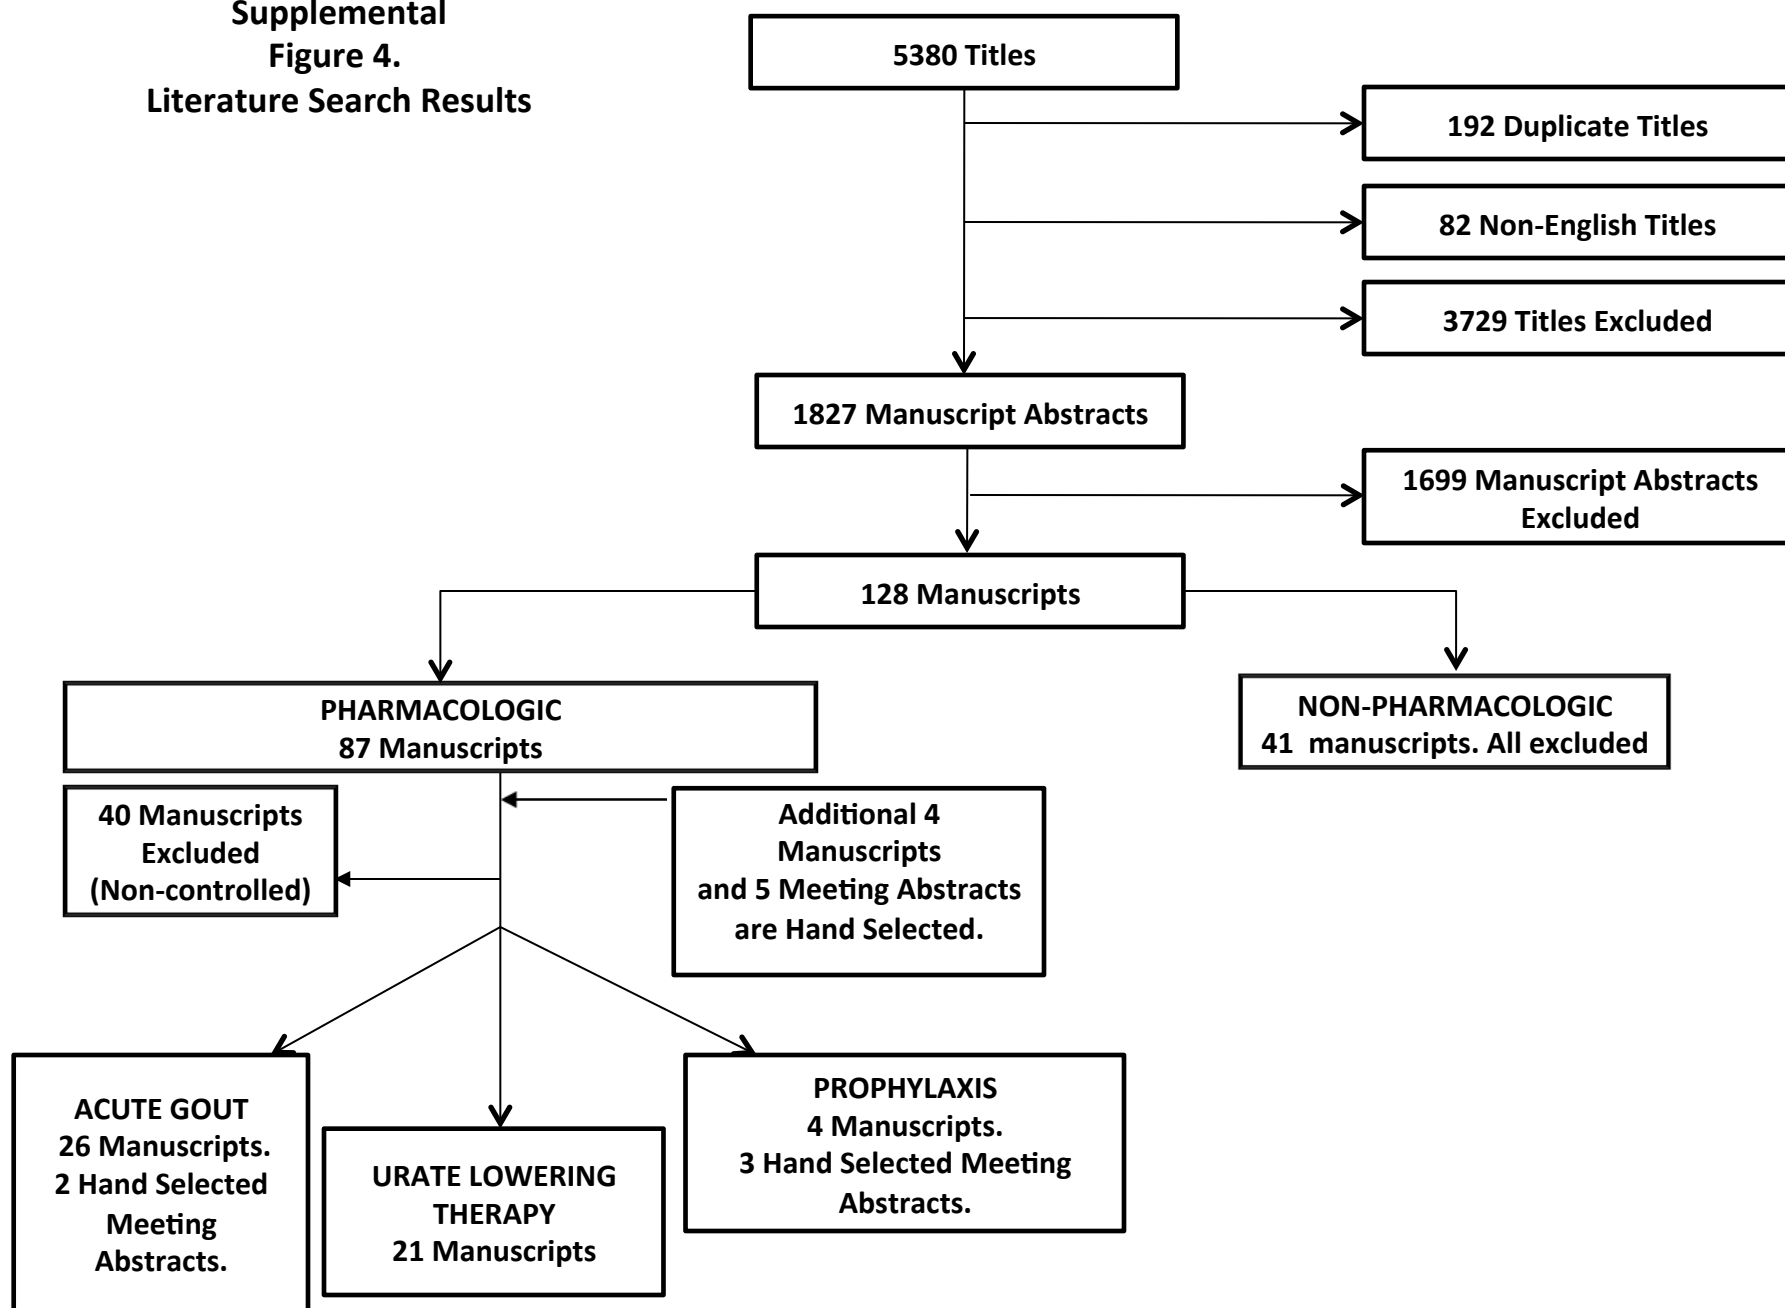 Supplemental
Figure 4.
Literature Search Results
5380 Titles
192 Duplicate Titles
82 Non-English Titles
3729 Titles Excluded
1827 Manuscript Abstracts
1699 Manuscript Abstracts
Excluded
128 Manuscripts
PHARMACOLOGIC
87 Manuscripts
NON-PHARMACOLOGIC
41 manuscripts. All excluded
40 Manuscripts
Excluded
(Non-controlled)
Additional 4
Manuscripts
and 5 Meeting Abstracts
are Hand Selected.
ACUTE GOUT
26 Manuscripts.
2 Hand Selected
Meeting
Abstracts.
URATE LOWERING
THERAPY
21 Manuscripts
PROPHYLAXIS
4 Manuscripts.
3 Hand Selected Meeting
Abstracts.